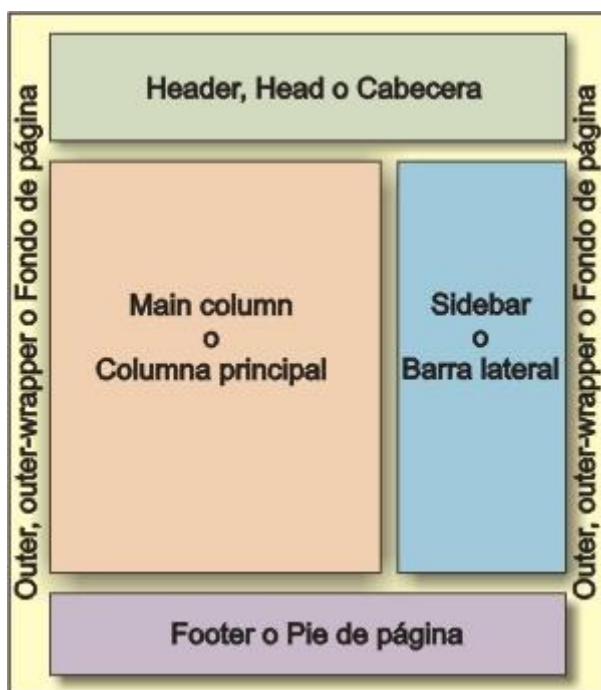 Header, Head o Cabecera
Outer, outer-wrapper o Fondo de página
Main column
o
Columna principal
Sidebar
o
Barra lateral
Outer, outer-wrapper o Fondo de página
Footer o Pie de página